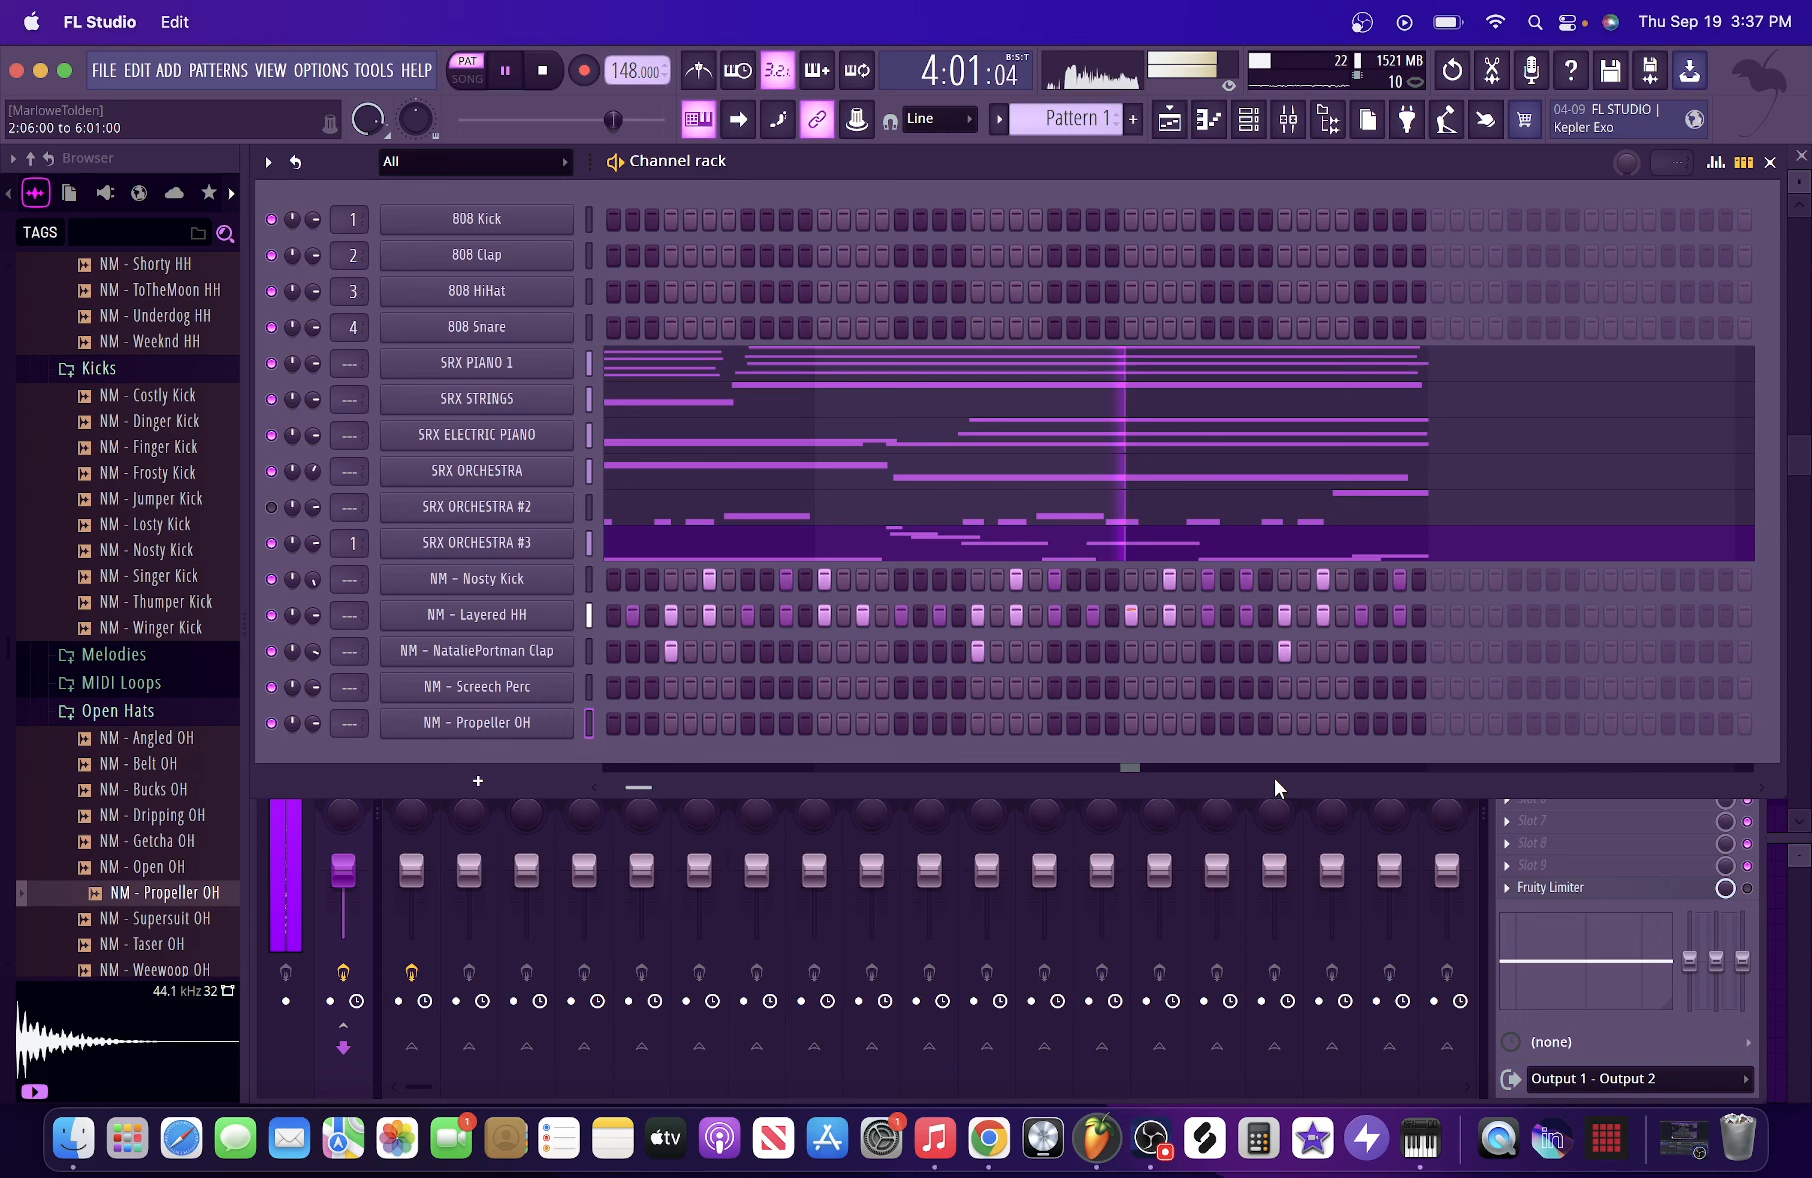 FL Studio Edit
Thu Sep 19 3:37 PM
FILE EDIT ADD PATTERNS VIEW OPTIONS TOOLS HELP
PAT
SONG
148.000
3.2.1
4:01:04
B:S:T
22
1521 MB
10
[MarloweTolden]
2:06:00 to 6:01:00
Line
Pattern 1
04-09 FL STUDIO |
Kepler Exo
Browser
All
Channel rack
TAGS
NM - Shorty HH
NM - ToTheMoon HH
NM - Underdog HH
NM - Weeknd HH
Kicks
NM - Costly Kick
NM - Dinger Kick
NM - Finger Kick
NM - Frosty Kick
NM - Jumper Kick
NM - Losty Kick
NM - Nosty Kick
NM - Singer Kick
NM - Thumper Kick
NM - Winger Kick
Melodies
MIDI Loops
Open Hats
NM - Angled OH
NM - Belt OH
NM - Bucks OH
NM - Dripping OH
NM - Getcha OH
NM - Open OH
NM - Propeller OH
NM - Supersuit OH
NM - Taser OH
NM - Weewoop OH
44.1 kHz 32
1 808 Kick
2 808 Clap
3 808 HiHat
4 808 Snare
--- SRX PIANO 1
--- SRX STRINGS
--- SRX ELECTRIC PIANO
--- SRX ORCHESTRA
--- SRX ORCHESTRA #2
1 SRX ORCHESTRA #3
--- NM - Nosty Kick
--- NM - Layered HH
--- NM - NataliePortman Clap
--- NM - Screech Perc
--- NM - Propeller OH
+
Slot 7
Slot 8
Slot 9
Fruity Limiter
(none)
Output 1 - Output 2
1
tv
1
in